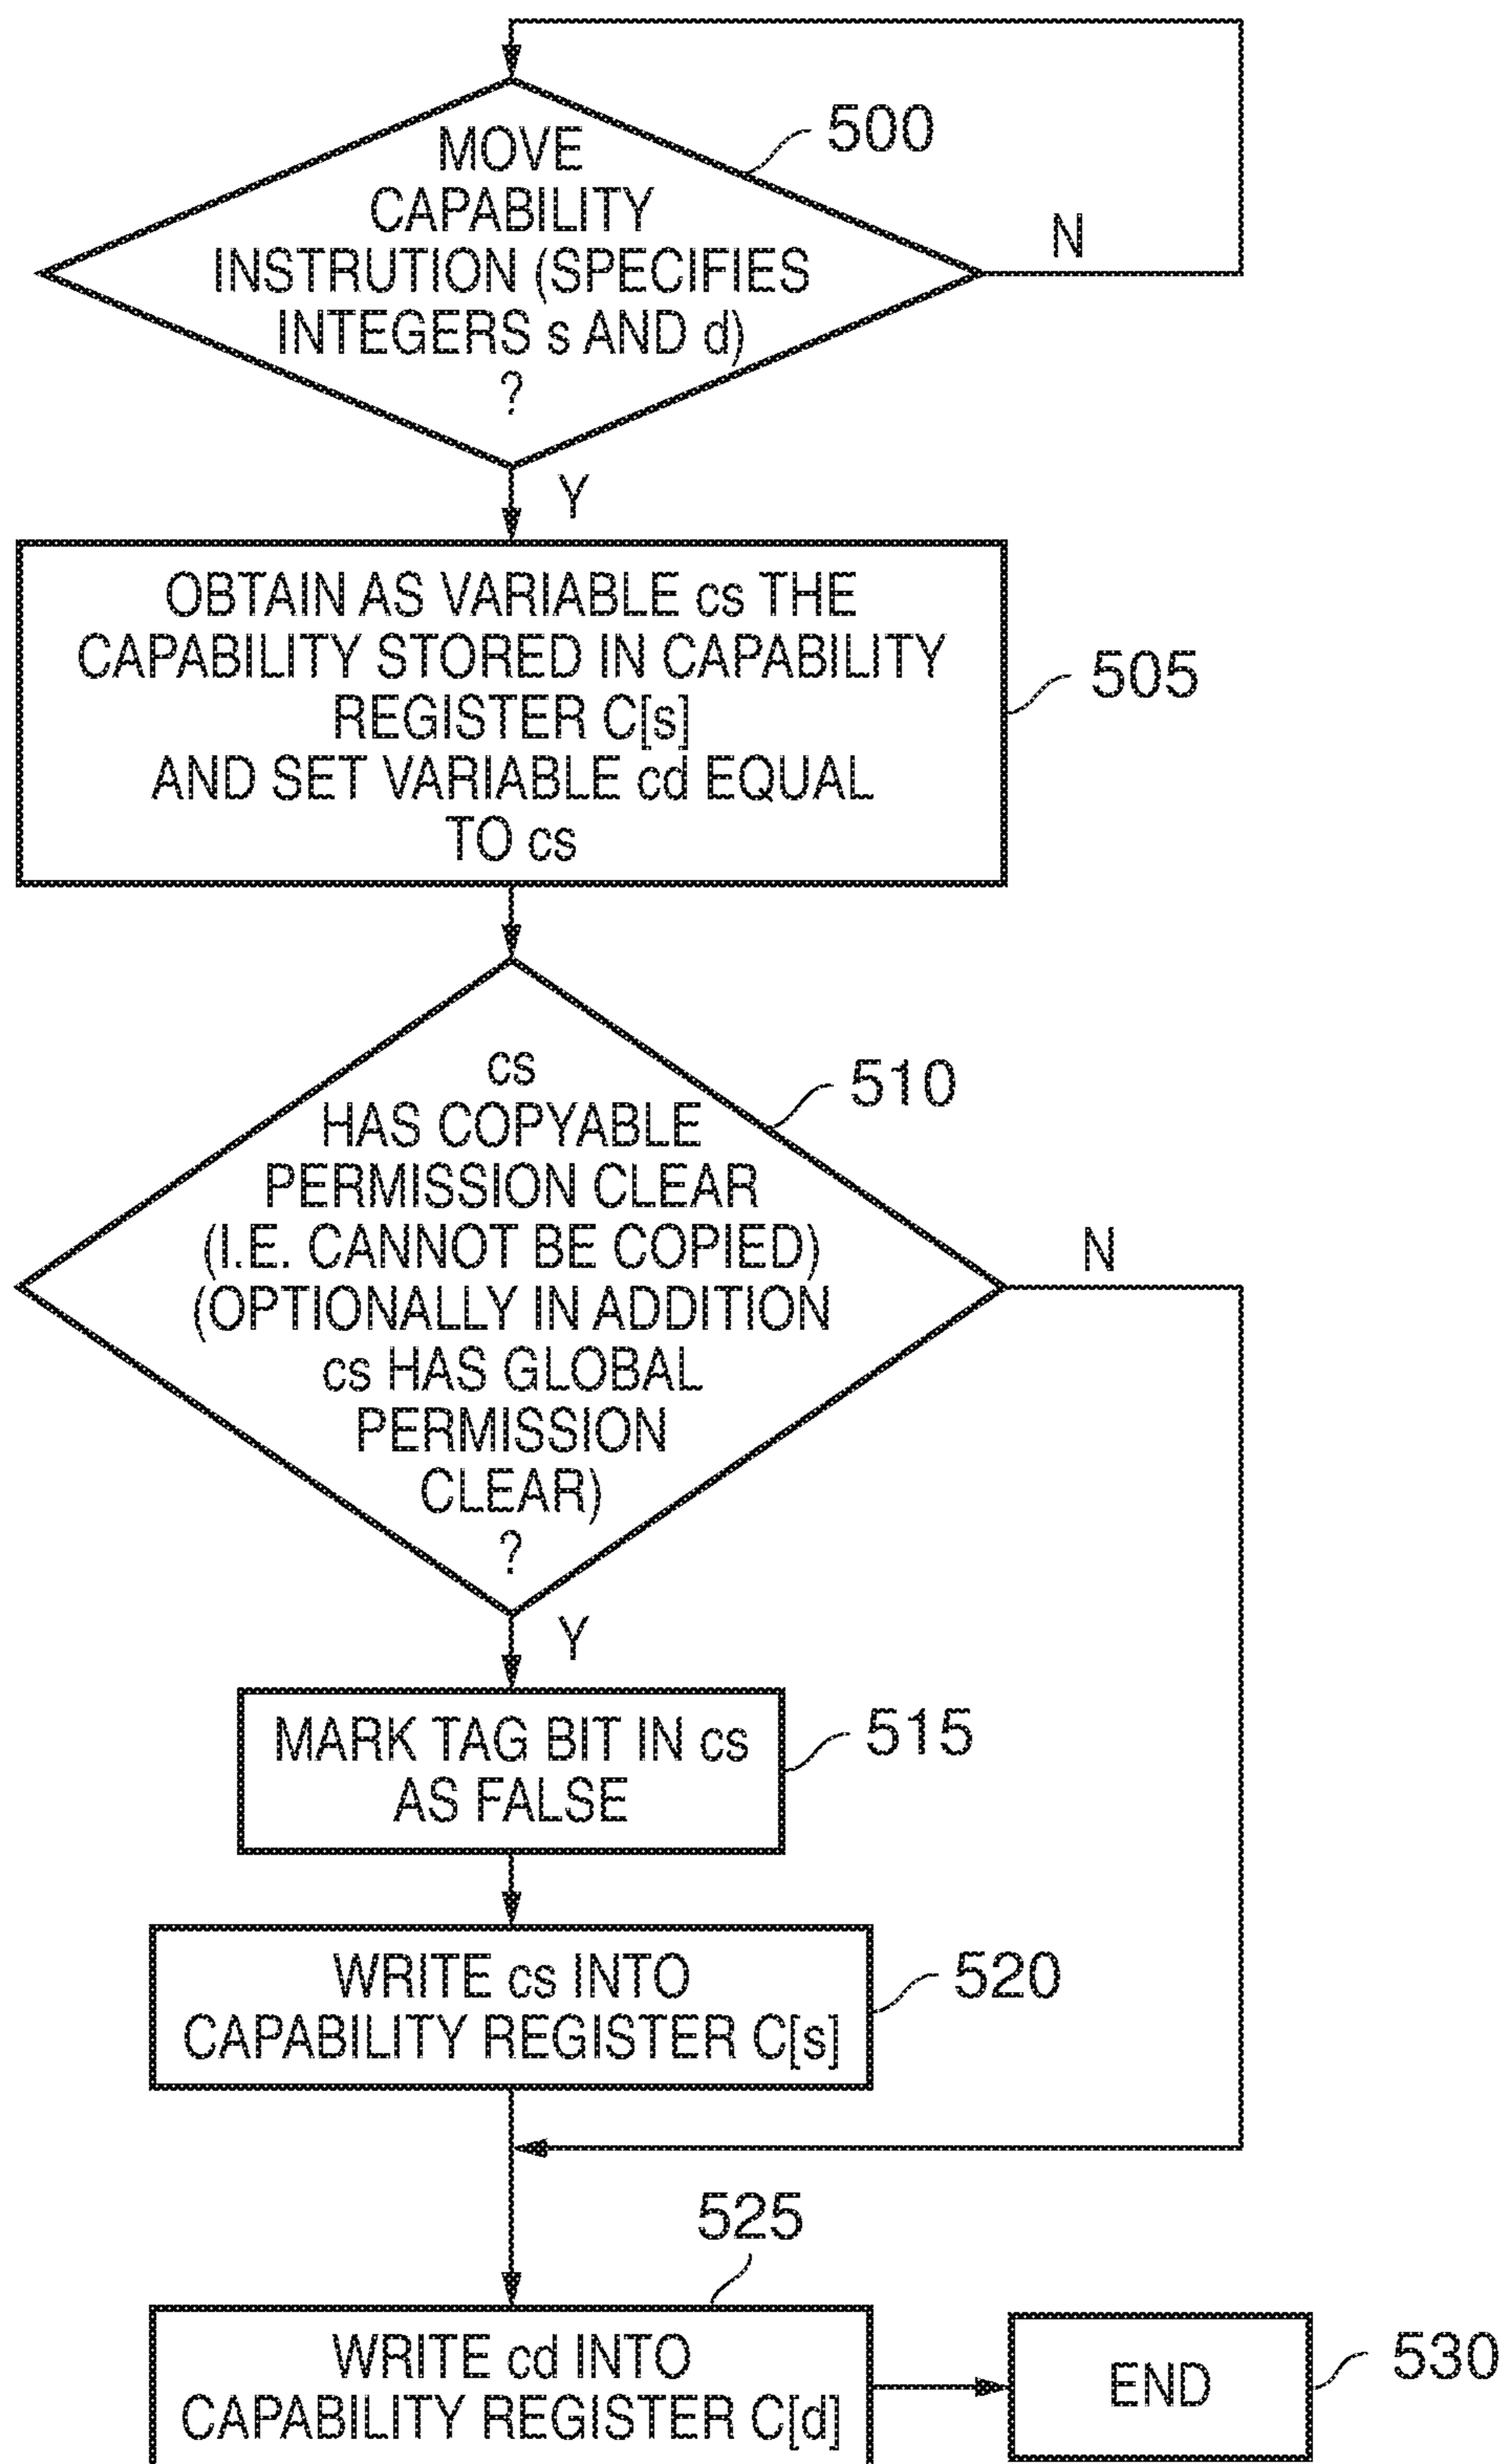 MOVE
CAPABILITY
INSTRUTION (SPECIFIES
INTEGERS s AND d)
?
500
N
Y
OBTAIN AS VARIABLE cs THE
CAPABILITY STORED IN CAPABILITY
REGISTER C[s]
AND SET VARIABLE cd EQUAL
TO cs
505
cs
HAS COPYABLE
PERMISSION CLEAR
(I.E. CANNOT BE COPIED)
(OPTIONALLY IN ADDITION
cs HAS GLOBAL
PERMISSION
CLEAR)
?
510
N
Y
MARK TAG BIT IN cs
AS FALSE
515
WRITE cs INTO
CAPABILITY REGISTER C[s]
520
525
WRITE cd INTO
CAPABILITY REGISTER C[d]
END
530